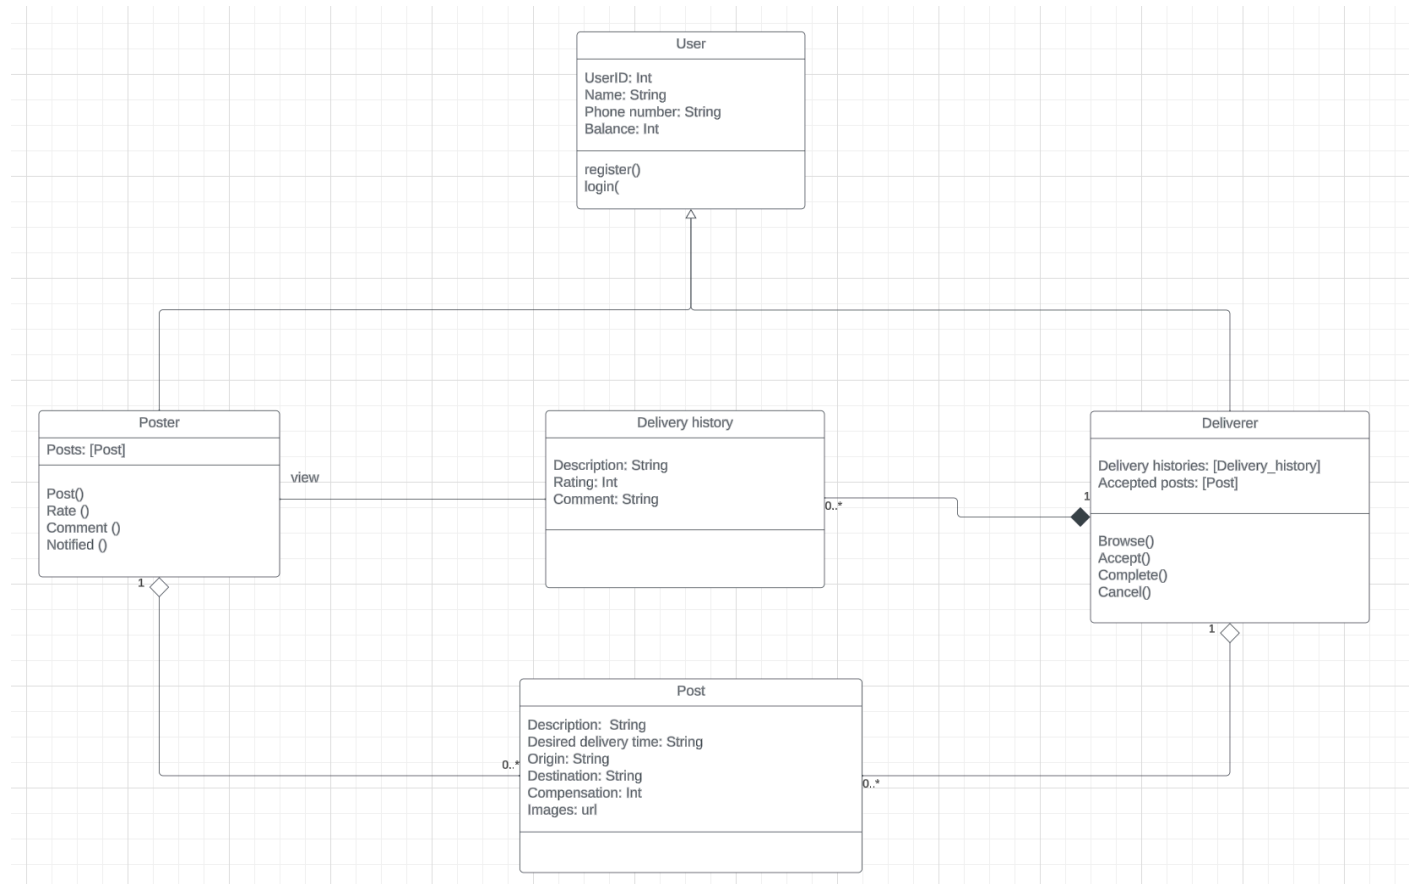 User
UserID: Int
Name: String
Phone number: String
Balance: Int
register()
login(
Poster
Posts: [Post]
Post()
Rate ()
Comment ()
Notified ()
1
view
Delivery history
Description: String
Rating: Int
Comment: String
0..*
1
Deliverer
Delivery histories: [Delivery_history]
Accepted posts: [Post]
Browse()
Accept()
Complete()
Cancel()
1
Post
Description:  String
Desired delivery time: String
Origin: String
Destination: String
Compensation: Int
Images: url
0..*
0..*